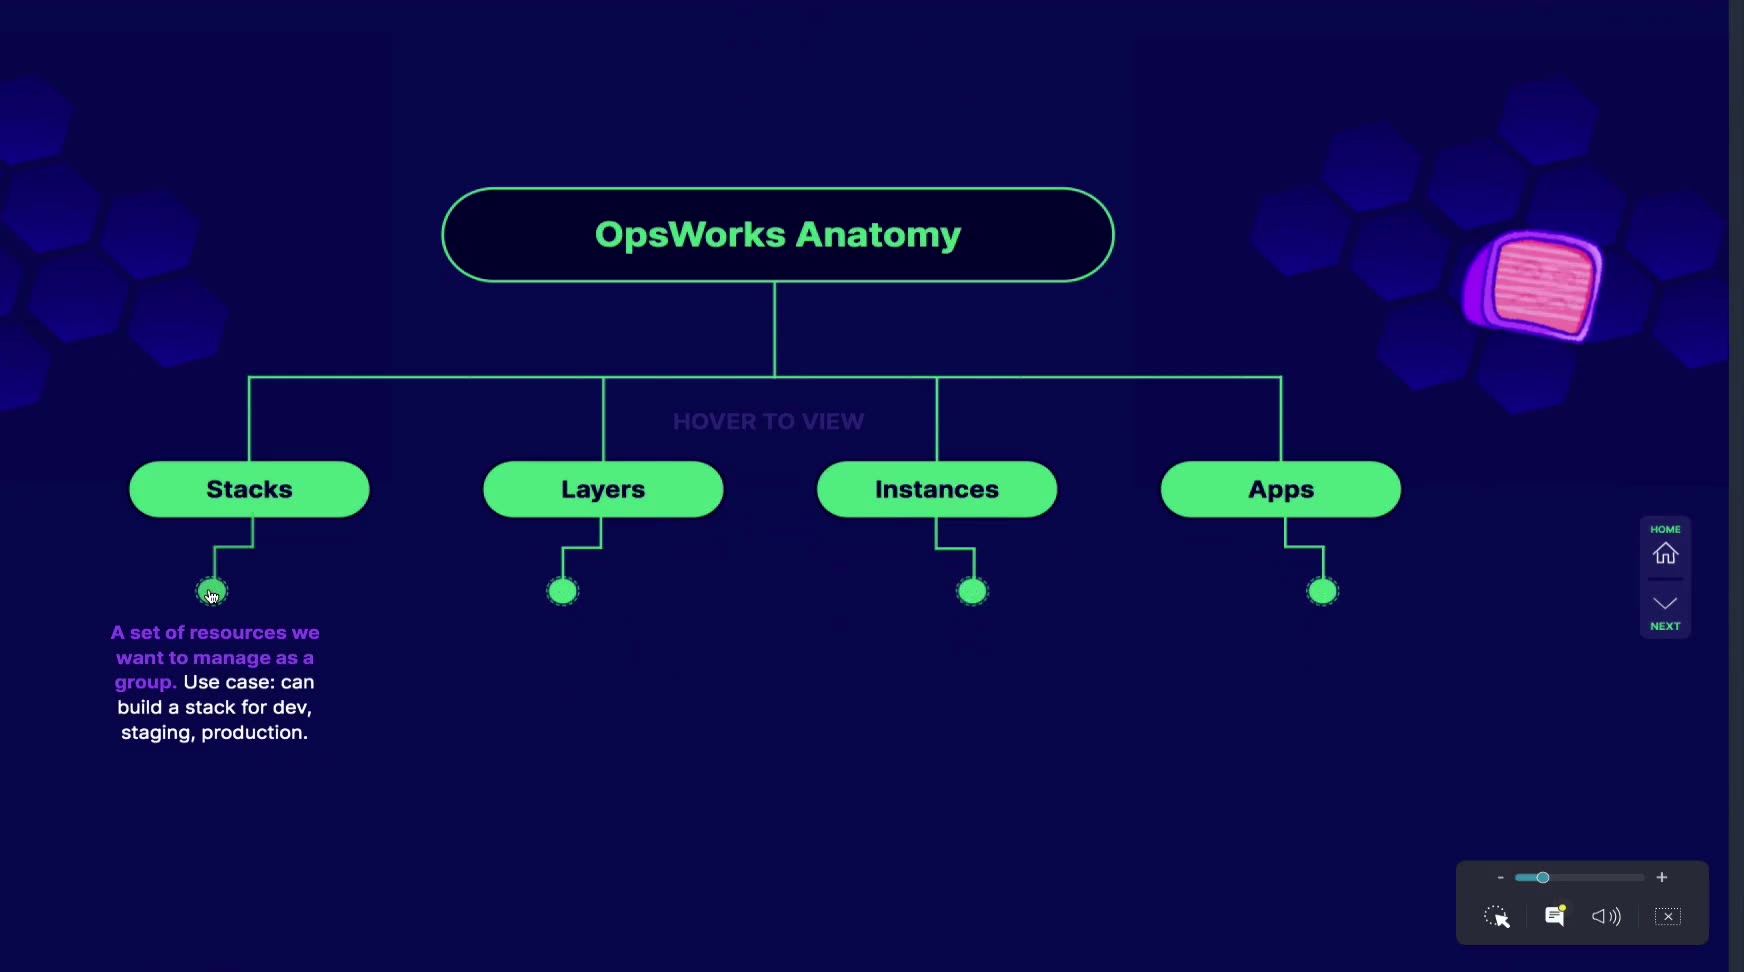 OpsWorks Anatomy
HOVER TO VIEW
Stacks
Layers
Instances
Apps
HOME
NEXT
A set of resources we
want to manage as a
group. Use case: can
build a stack for dev,
staging, production.
- +